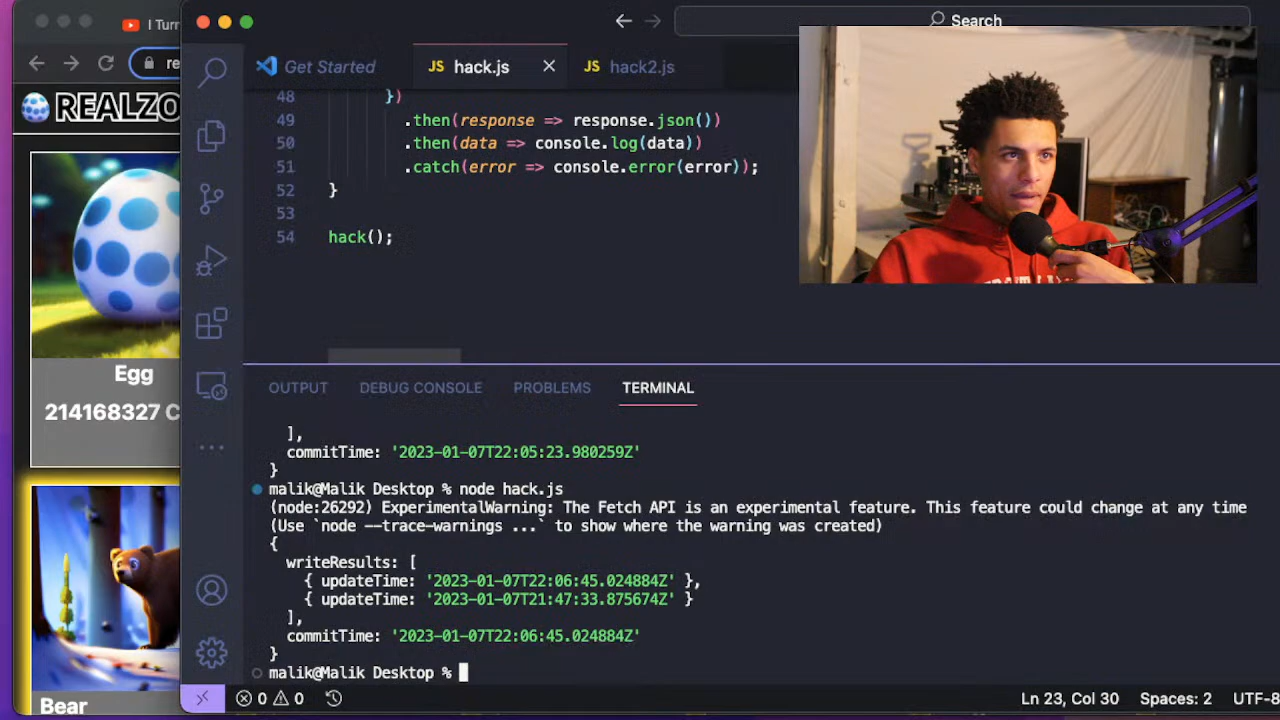 I Turr
Search
re
Get Started
JS hack.js
JS hack2.js
REALZO
48 })
49 .then(response => response.json())
50 .then(data => console.log(data))
51 .catch(error => console.error(error));
52 }
53
54 hack();
Egg
214168327 C
Bear
OUTPUT DEBUG CONSOLE PROBLEMS TERMINAL
],
commitTime: '2023-01-07T22:05:23.980259Z'
}
malik@Malik Desktop % node hack.js
(node:26292) ExperimentalWarning: The Fetch API is an experimental feature. This feature could change at any time
(Use `node --trace-warnings ...` to show where the warning was created)
{
writeResults: [
{ updateTime: '2023-01-07T22:06:45.024884Z' },
{ updateTime: '2023-01-07T21:47:33.875674Z' }
],
commitTime: '2023-01-07T22:06:45.024884Z'
}
malik@Malik Desktop %
0 0 Ln 23, Col 30 Spaces: 2 UTF-8